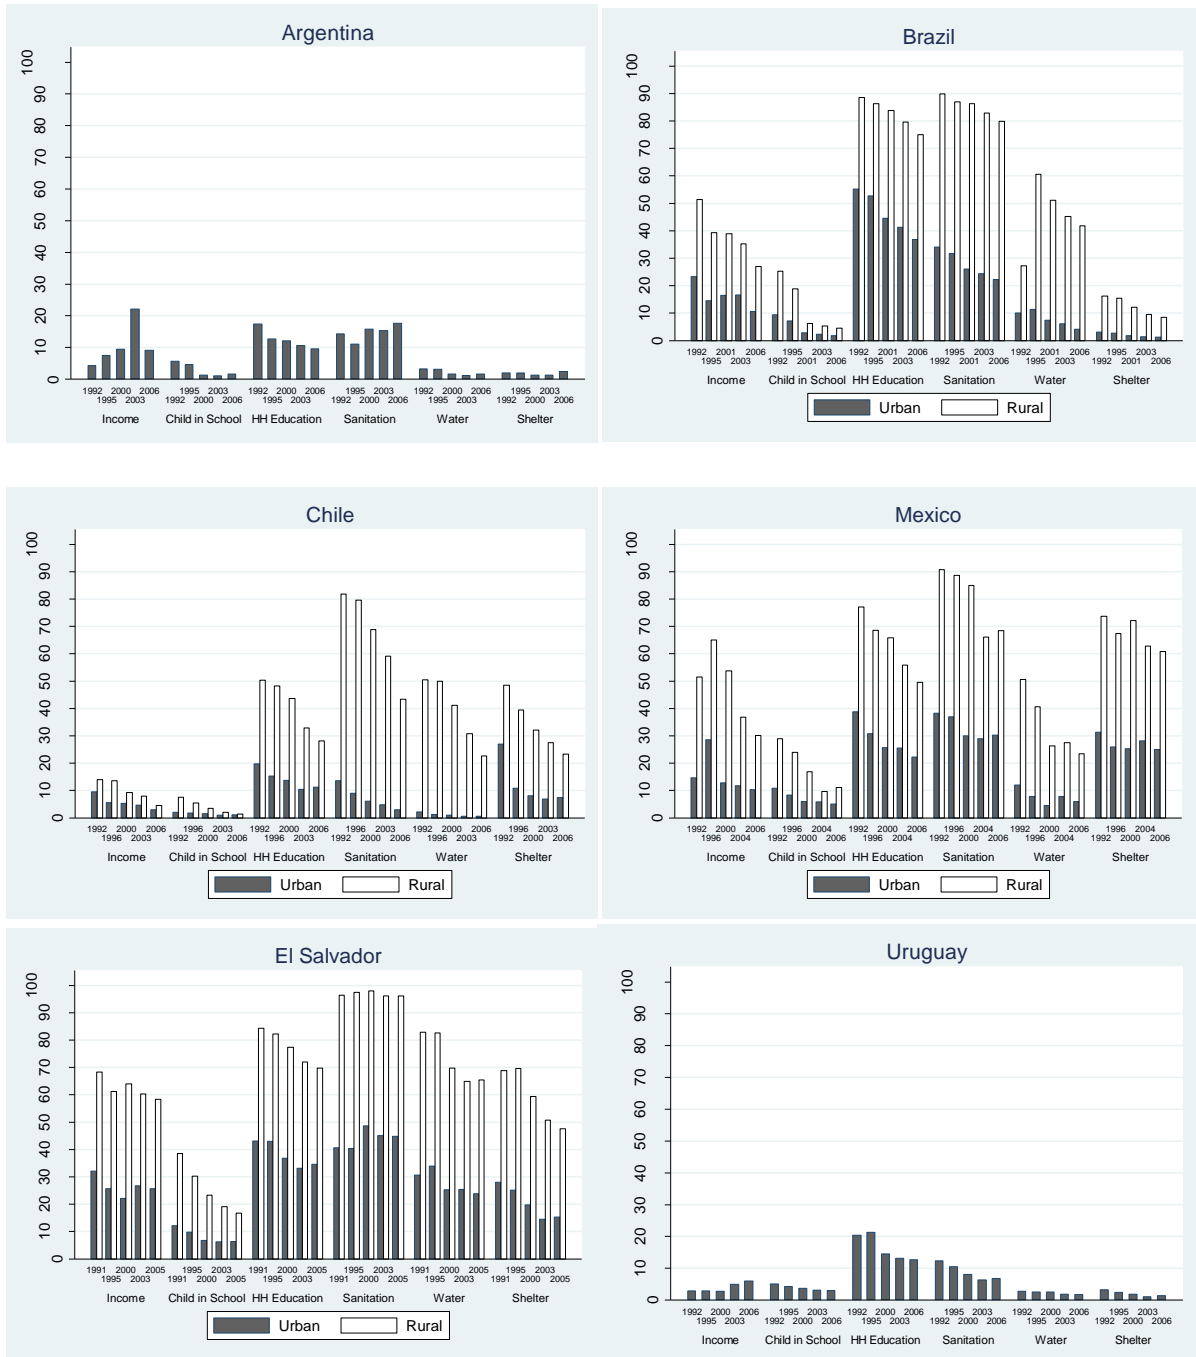 Argentina
100
90
80
70
60
50
40
30
20
10
0
1992 2000 2006 1995 2003 1992 2000 2006 1995 2003 1992 2000 2006
1995 2003 1992 2000 2006 1995 2003 1992 2000 2006 1995 2003
Income Child in School HH Education Sanitation Water Shelter
Brazil
100
90
80
70
60
50
40
30
20
10
0
1992 2001 2006 1995 2003 1992 2001 2006 1995 2003 1992 2001 2006 1995 2003
1995 2003 1992 2001 2006 1995 2003 1992 2001 2006 1995 2003 1992 2001 2006
Income Child in School HH Education Sanitation Water Shelter
Urban Rural
Chile
100
90
80
70
60
50
40
30
20
10
0
1992 2000 2006 1996 2003 1992 2000 2006 1996 2003 1992 2000 2006 1996 2003
1996 2003 1992 2000 2006 1996 2003 1992 2000 2006 1996 2003 1992 2000 2006
Income Child in School HH Education Sanitation Water Shelter
Urban Rural
Mexico
100
90
80
70
60
50
40
30
20
10
0
1992 2000 2006 1996 2004 1992 2000 2006 1996 2004 1992 2000 2006 1996 2004
1996 2004 1992 2000 2006 1996 2004 1992 2000 2006 1996 2004 1992 2000 2006
Income Child in School HH Education Sanitation Water Shelter
Urban Rural
El Salvador
100
90
80
70
60
50
40
30
20
10
0
1991 2000 2005 1995 2003 1991 2000 2005 1995 2003 1991 2000 2005 1995 2003
1995 2003 1991 2000 2005 1995 2003 1991 2000 2005 1995 2003 1991 2000 2005
Income Child in School HH Education Sanitation Water Shelter
Urban Rural
Uruguay
100
90
80
70
60
50
40
30
20
10
0
1992 2000 2006 1995 2003 1992 2000 2006 1995 2003 1992 2000 2006 1995 2003
1995 2003 1992 2000 2006 1995 2003 1992 2000 2006 1995 2003 1992 2000 2006
Income Child in School HH Education Sanitation Water Shelter